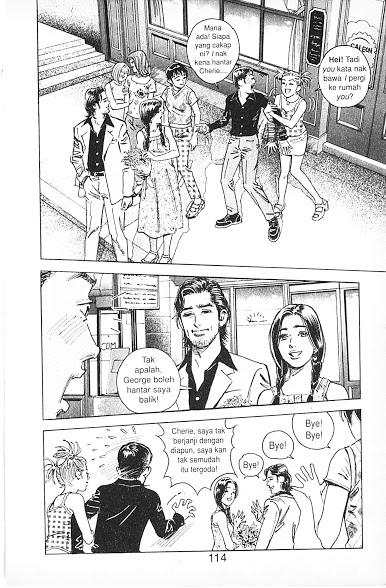 Mana
ada! Siapa
yang cakap
ni? I nak
kena hantar
Cherie....
Hei! Tadi
you kata nak
bawa I pergi
ke rumah
you?
Tak
apalah,
George boleh
hantar saya
balik!
Cherie, saya tak
berjanji dengan
diapun, saya kan
tak semudah
itu tergoda!
Bye!
Bye!
Bye!
Bye!
114